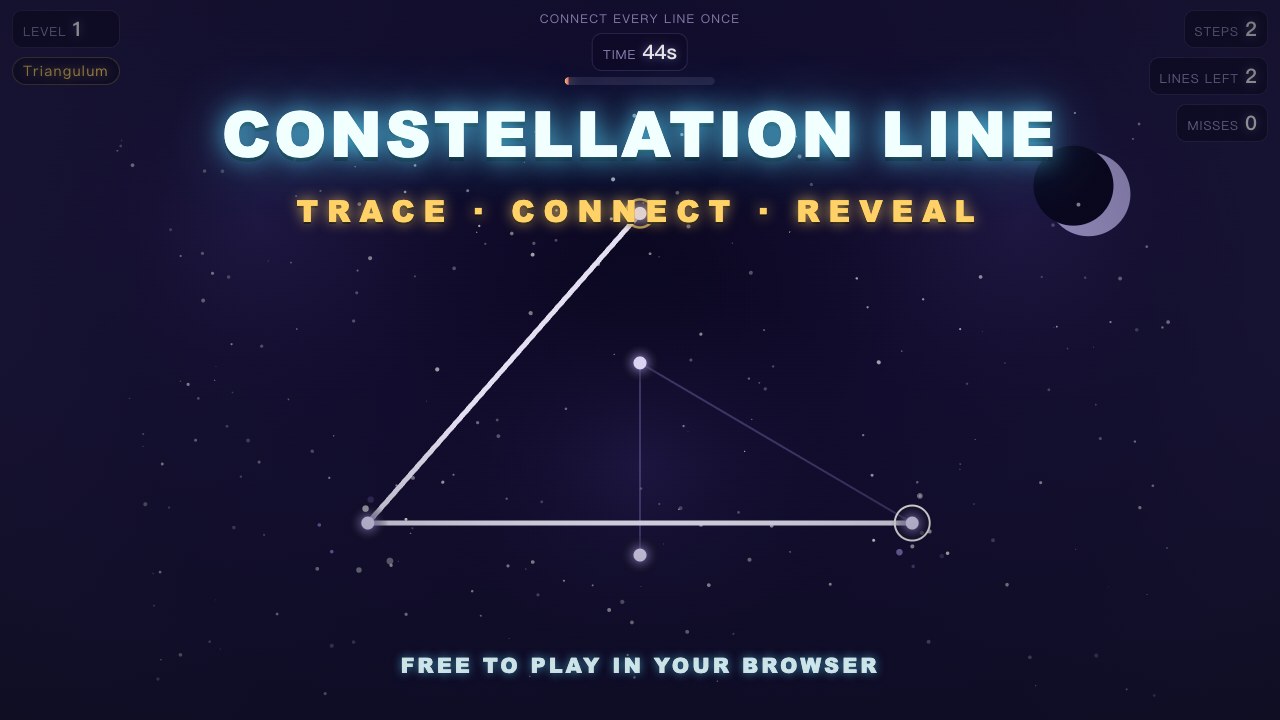 CONNECT EVERY LINE ONCE
LEVEL 1
TIME 44s
STEPS 2
Triangulum
LINES LEFT 2
MISSES 0
CONSTELLATION LINE
TRACE · CONNECT · REVEAL
FREE TO PLAY IN YOUR BROWSER